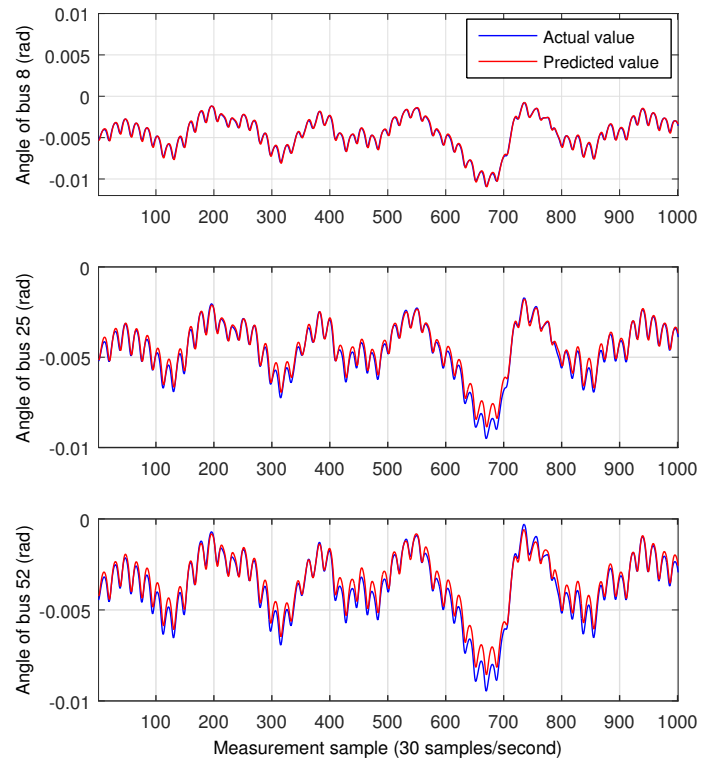 Actual value
Predicted value
Angle of bus 8 (rad)
0.01
0.005
0
-0.005
-0.01
100 200 300 400 500 600 700 800 900 1000
Angle of bus 25 (rad)
0
-0.005
-0.01
100 200 300 400 500 600 700 800 900 1000
Angle of bus 52 (rad)
0
-0.005
-0.01
100 200 300 400 500 600 700 800 900 1000
Measurement sample (30 samples/second)